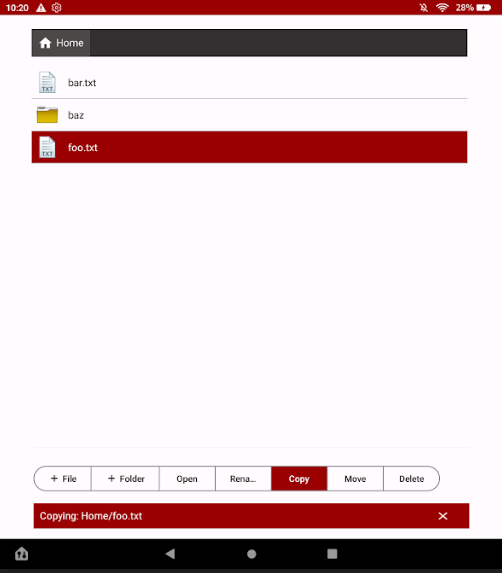 10:20
28%
Home
TXT bar.txt
baz
TXT foo.txt
+ File + Folder Open Rena... Copy Move Delete
Copying: Home/foo.txt